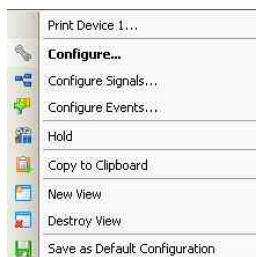 Print Device 1...
Configure...
Configure Signals...
Configure Events...
Hold
Copy to Clipboard
New View
Destroy View
Save as Default Configuration